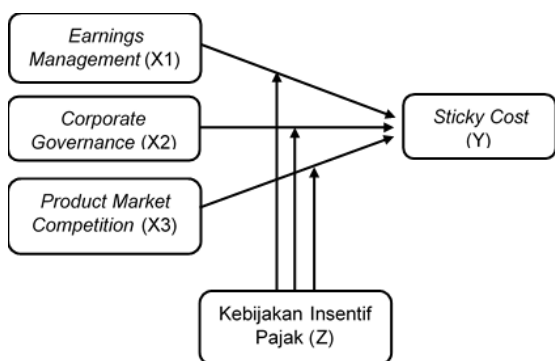 Earnings
Management (X1)
Corporate
Governance (X2)
Product Market
Competition (X3)
Sticky Cost
(Y)
Kebijakan Insentif
Pajak (Z)